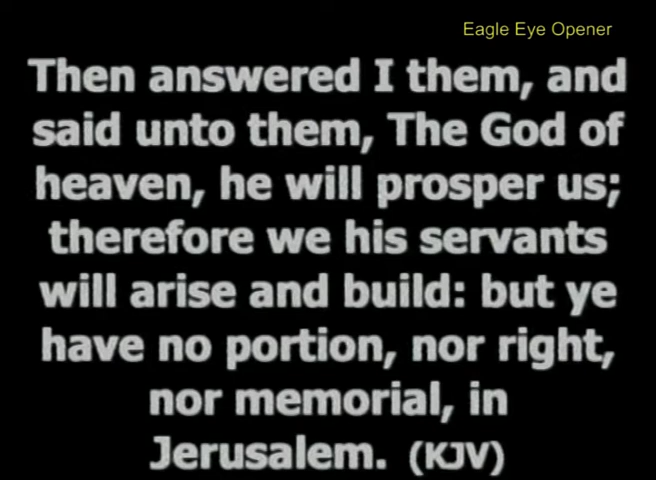 Eagle Eye Opener
Then answered I them, and
said unto them, The God of
heaven, he will prosper us;
therefore we his servants
will arise and build: but ye
have no portion, nor right,
nor memorial, in
Jerusalem. (KJV)